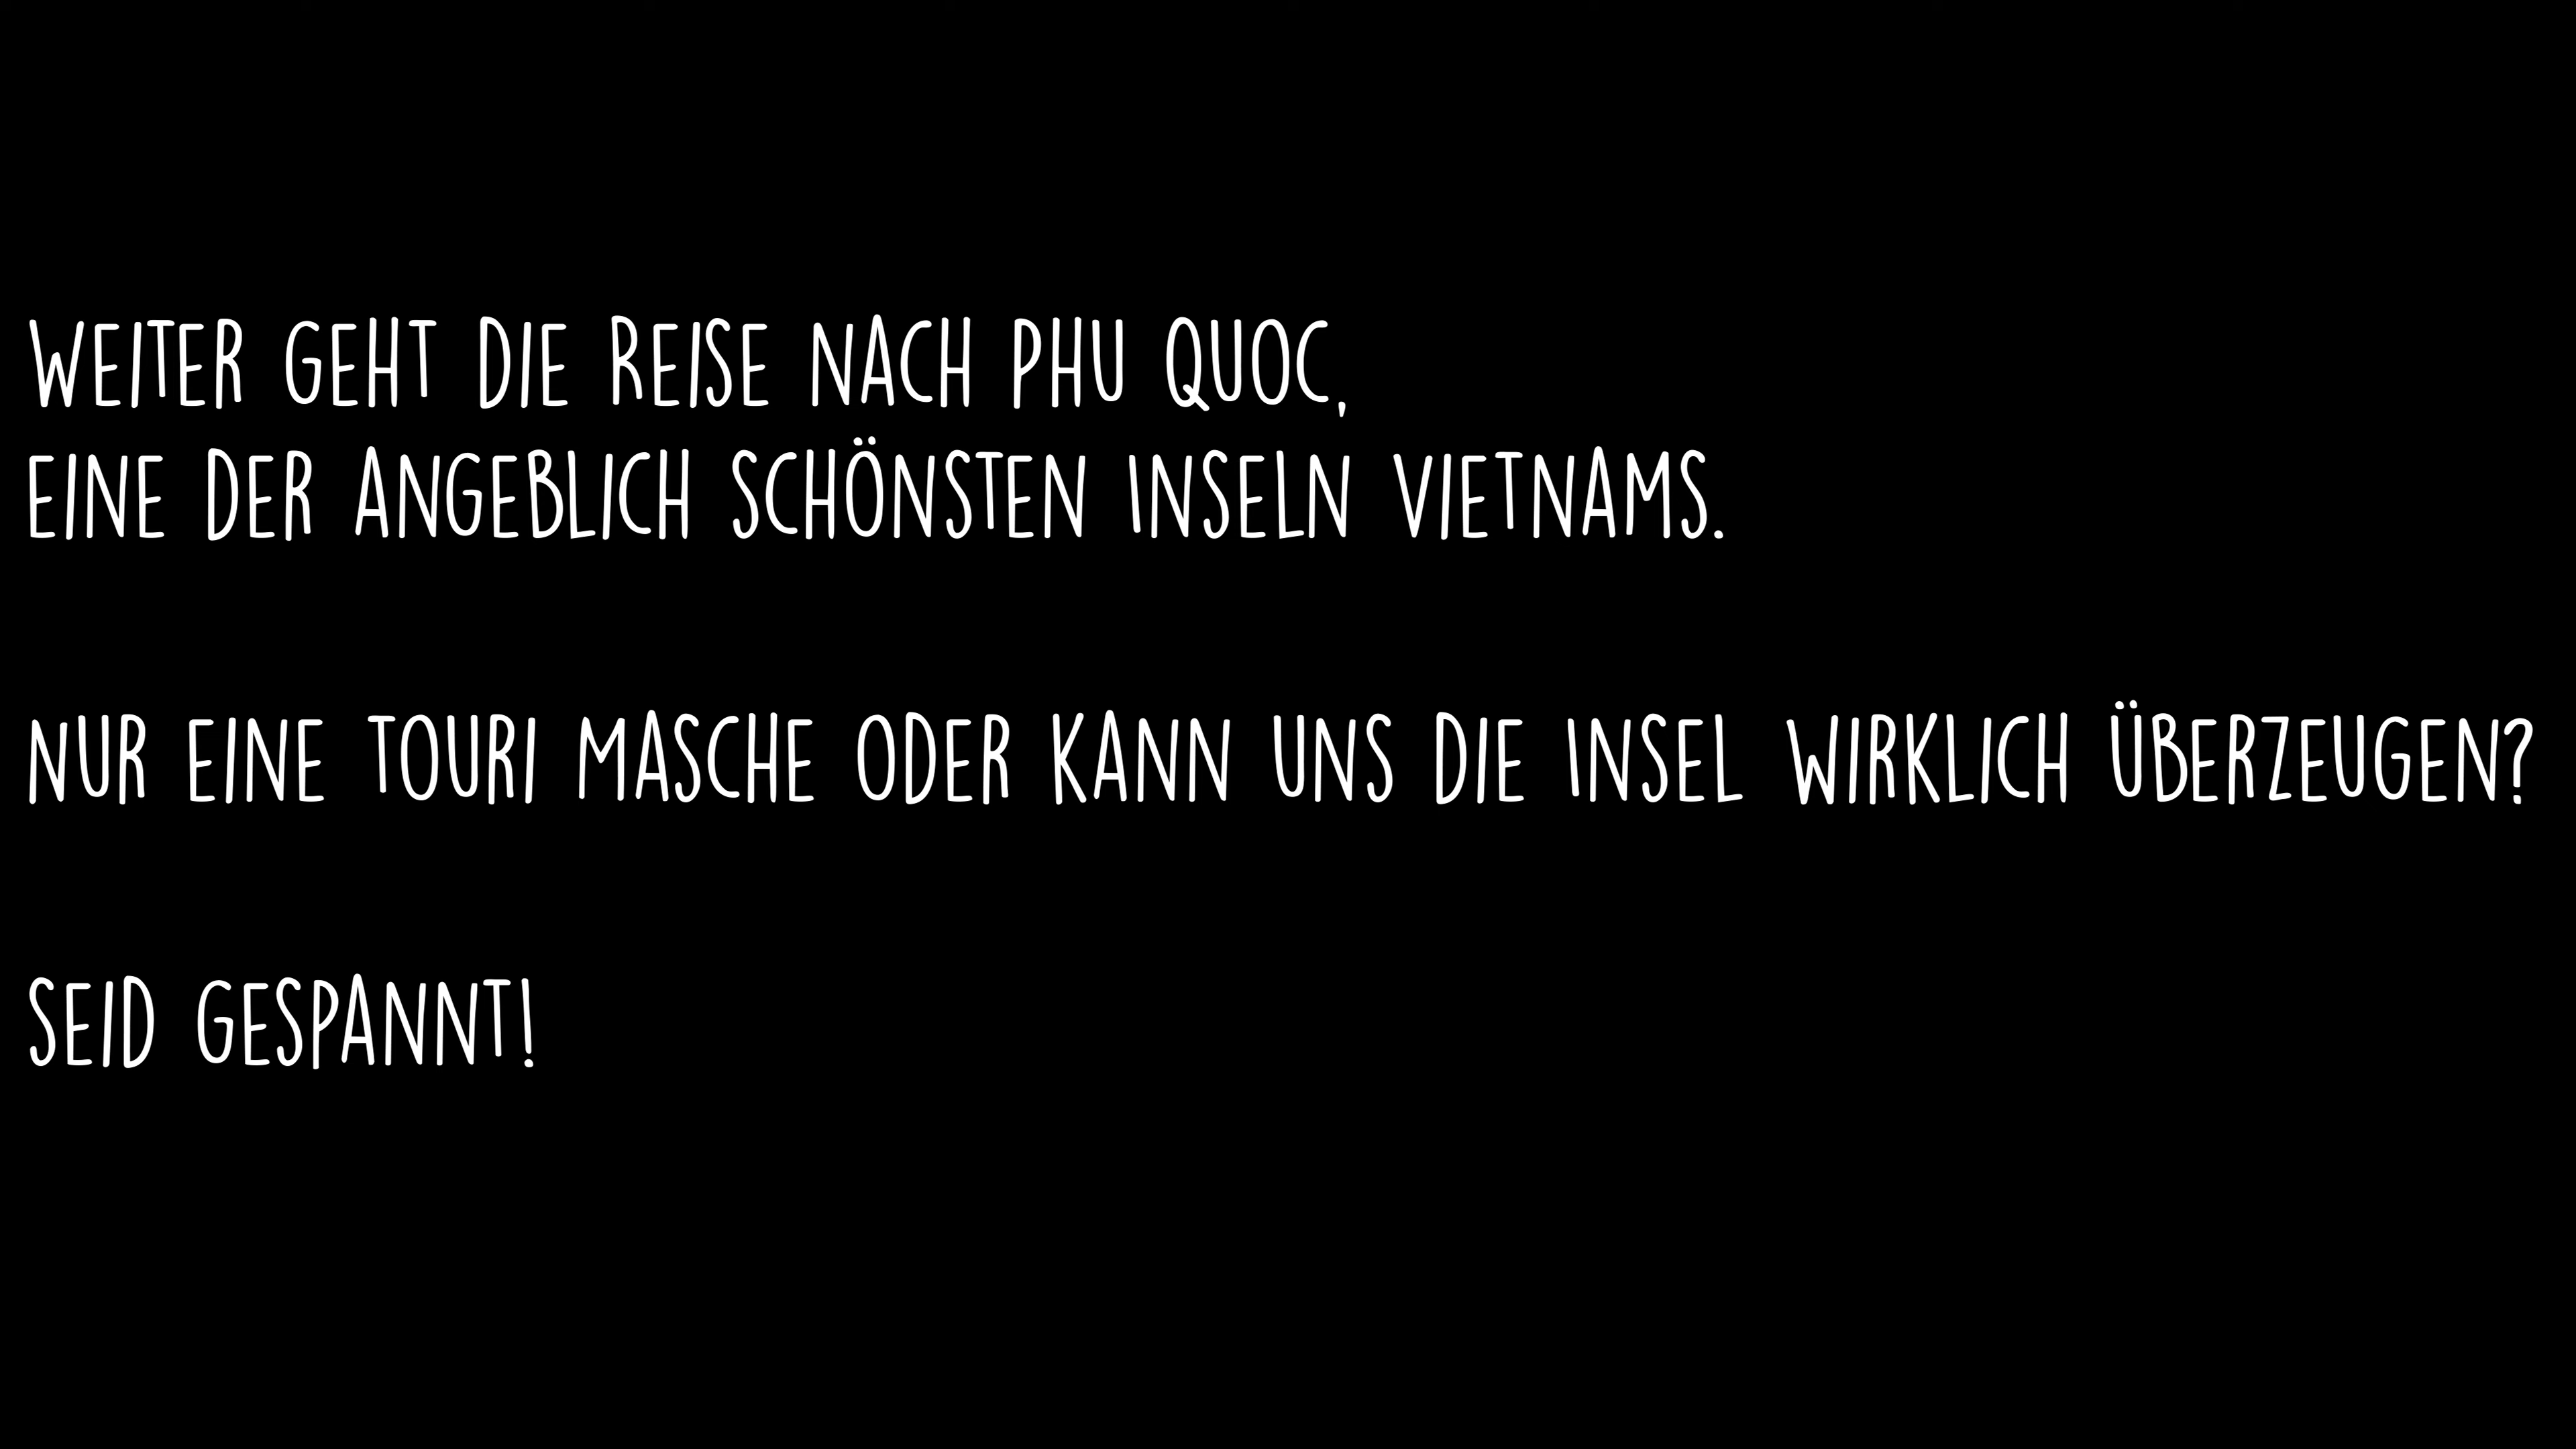 WEITER GEHT DIE REISE NACH PHU QUOC,
EINE DER ANGEBLICH SCHÖNSTEN INSELN VIETNAMS.
NUR EINE TOURI MASCHE ODER KANN UNS DIE INSEL WIRKLICH ÜBERZEUGEN?
SEID GESPANNT!